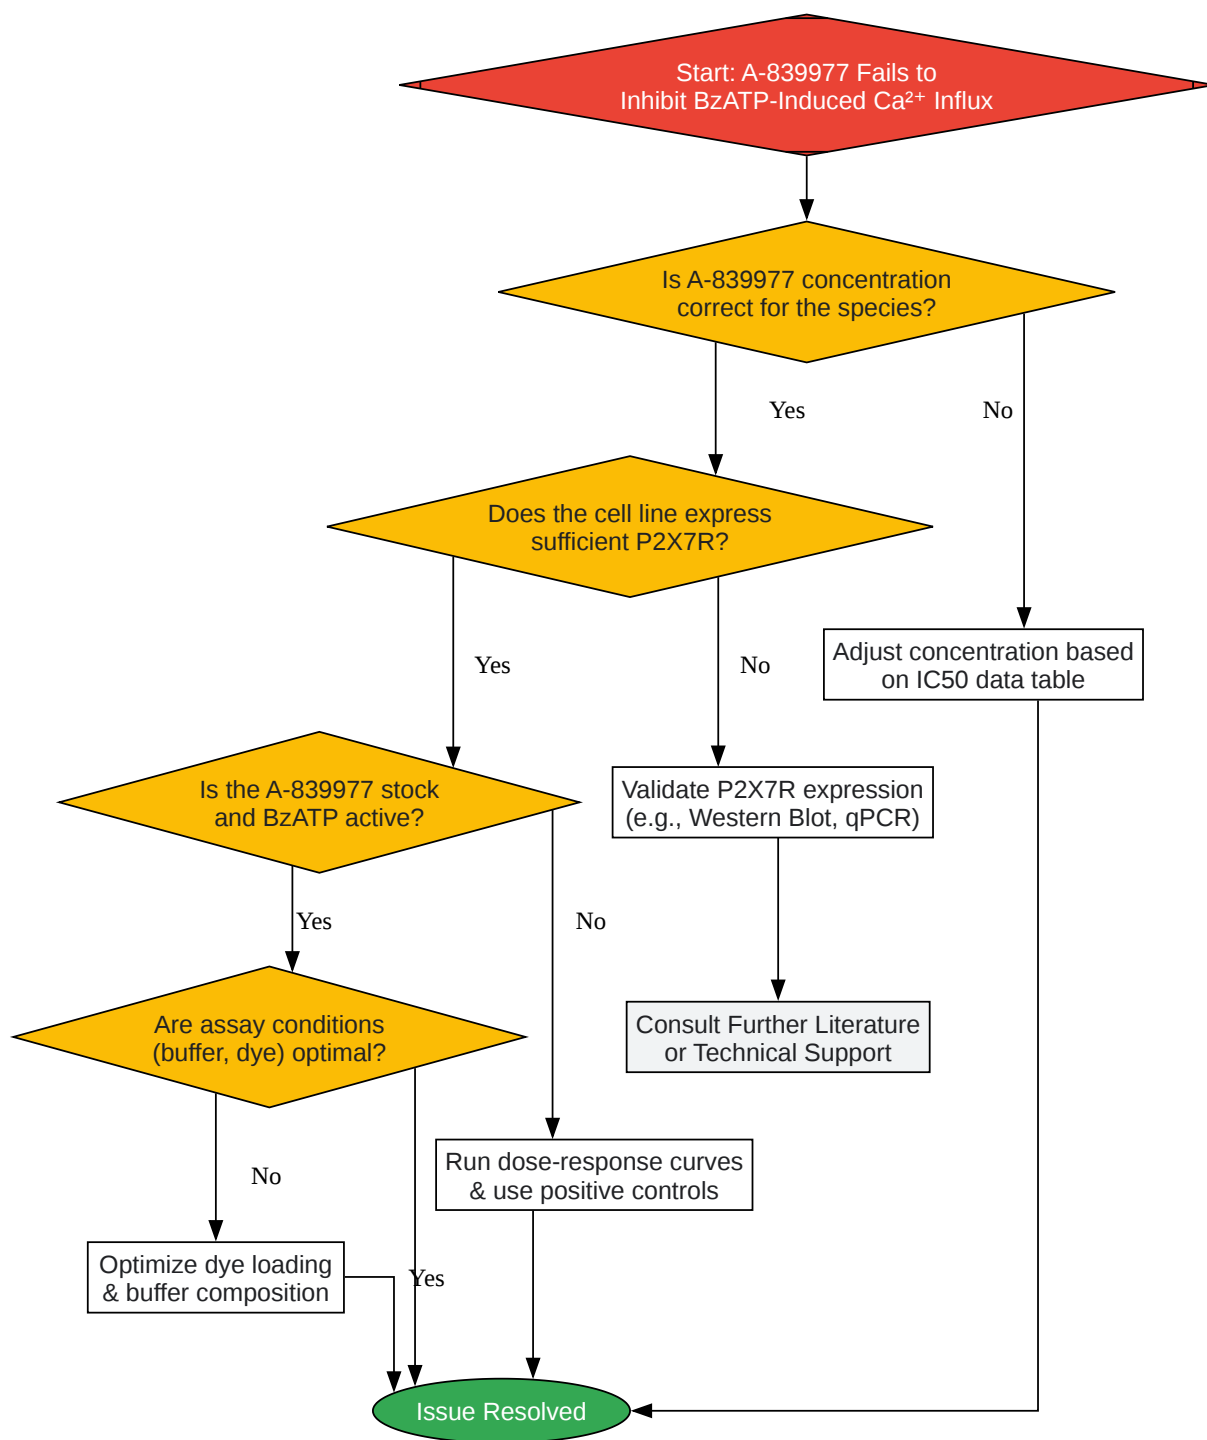 Start: A-839977 Fails to
Inhibit BzATP-Induced Ca²⁺ Influx
Is A-839977 concentration
correct for the species?
Yes
No
Does the cell line express
sufficient P2X7R?
Yes
No
Adjust concentration based
on IC50 data table
Is the A-839977 stock
and BzATP active?
Validate P2X7R expression
(e.g., Western Blot, qPCR)
Yes
No
Are assay conditions
(buffer, dye) optimal?
Consult Further Literature
or Technical Support
No
Run dose-response curves
& use positive controls
Optimize dye loading
& buffer composition
Yes
Issue Resolved